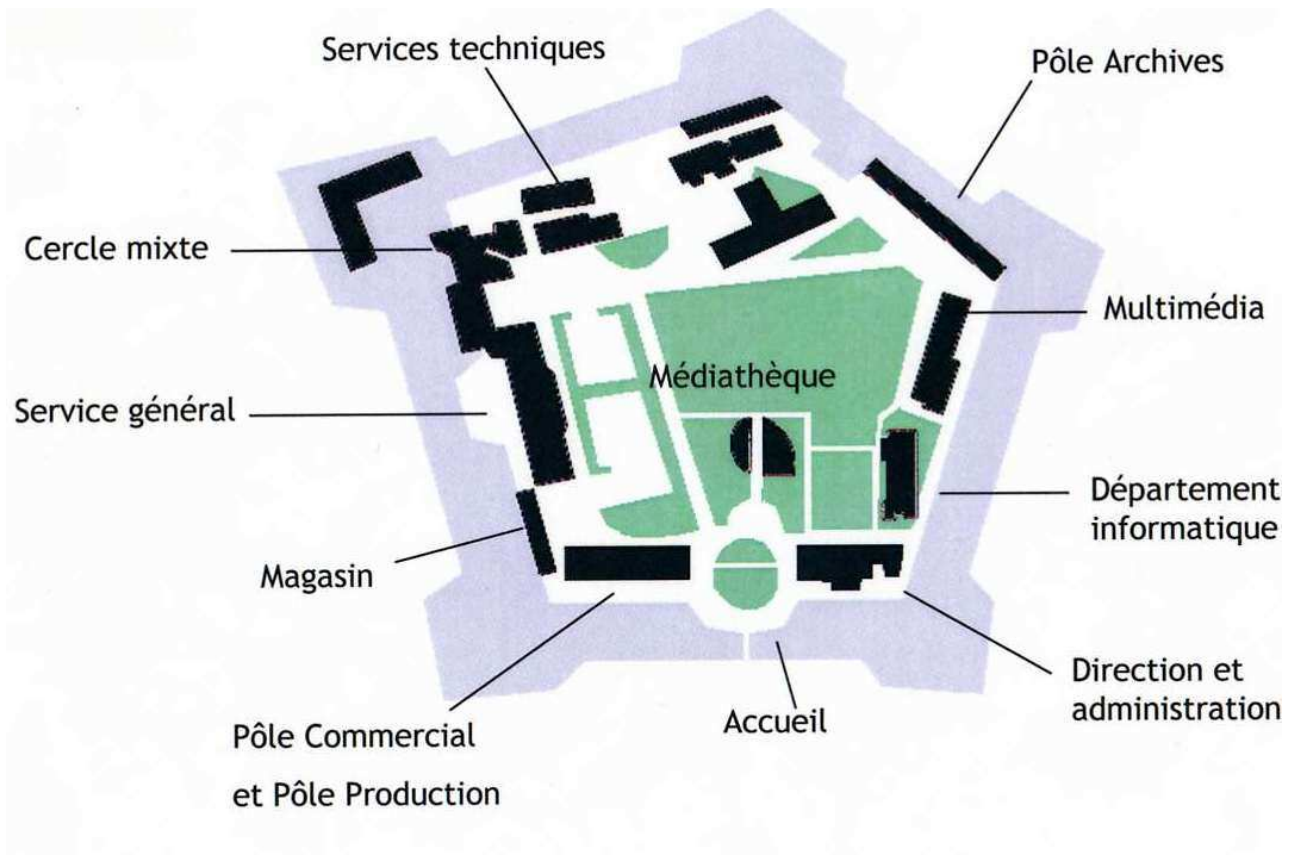 Services techniques
Pôle Archives
Cercle mixte
Multimédia
Médiathèque
Service général
Département
informatique
Magasin
Direction et
administration
Accueil
Pôle Commercial
et Pôle Production